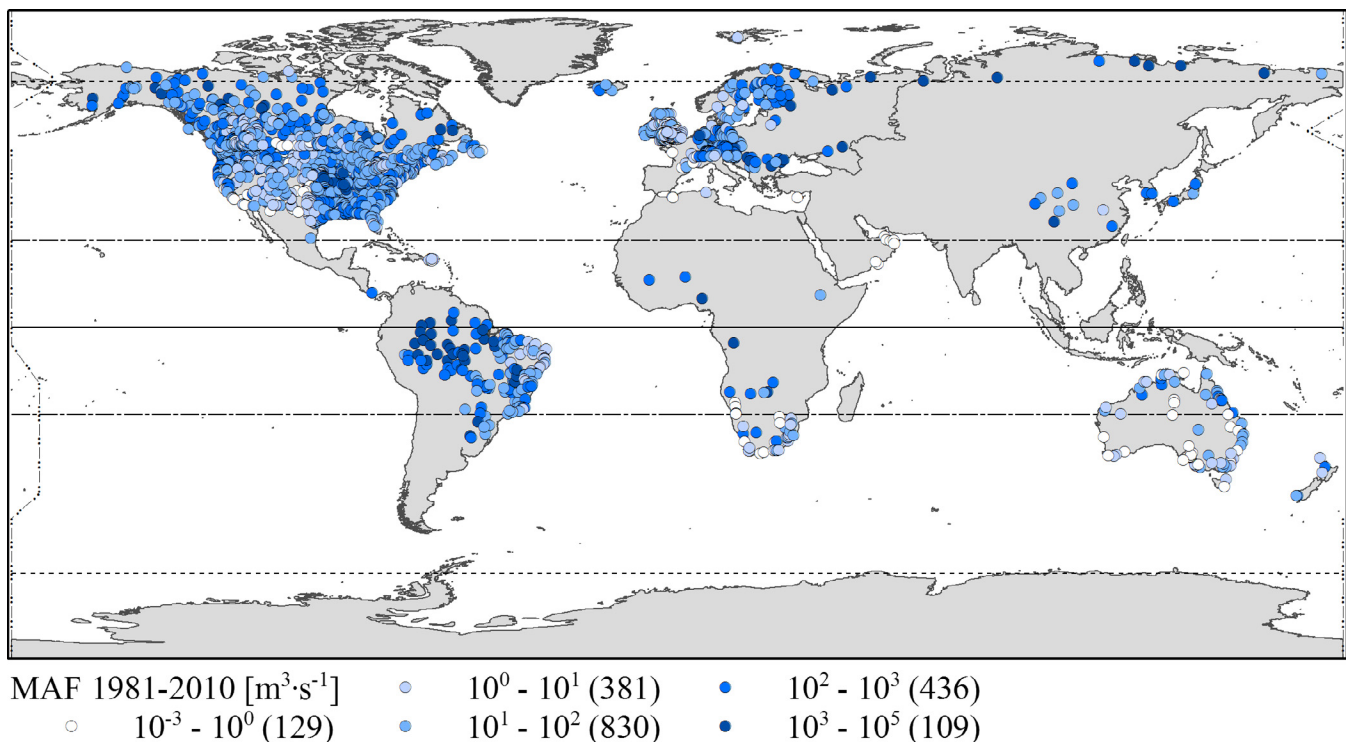 MAF 1981-2010 [m³·s⁻¹] 10⁰ - 10¹ (381) 10² - 10³ (436)
10⁻³ - 10⁰ (129) 10¹ - 10² (830) 10³ - 10⁵ (109)